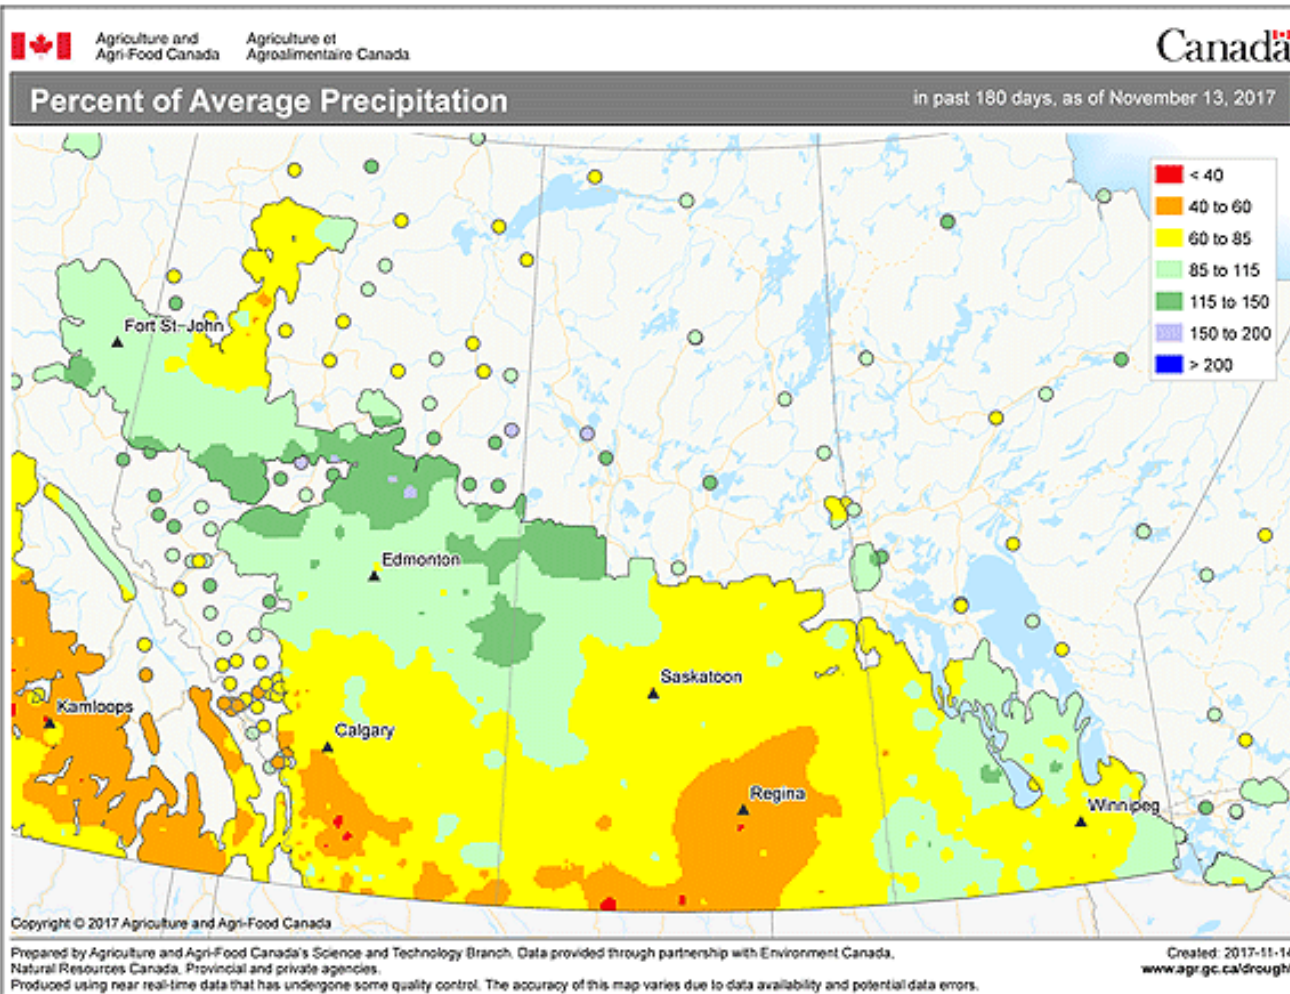 Agriculture and Agriculture et
Agri-Food Canada Agroalimentaire Canada
Canada
Percent of Average Precipitation in past 180 days, as of November 13, 2017
< 40
40 to 60
60 to 85
85 to 115
115 to 150
150 to 200
> 200
Fort St-John
Edmonton
Saskatoon
Kamloops
Calgary
Regina
Winnipeg
Copyright © 2017 Agriculture and Agri-Food Canada
Prepared by Agriculture and Agri-Food Canada's Science and Technology Branch. Data provided through partnership with Environment Canada, Created: 2017-11-14
Natural Resources Canada, Provincial and private agencies. www.agr.gc.ca/drought
Produced using near real-time data that has undergone some quality control. The accuracy of this map varies due to data availability and potential data errors.